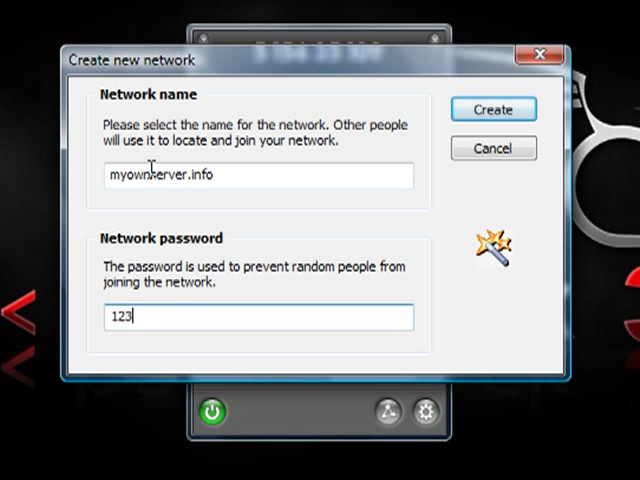 Create new network
Network name
Please select the name for the network. Other people
will use it to locate and join your network.
myownserver.info
Network password
The password is used to prevent random people from
joining the network.
123
Create
Cancel